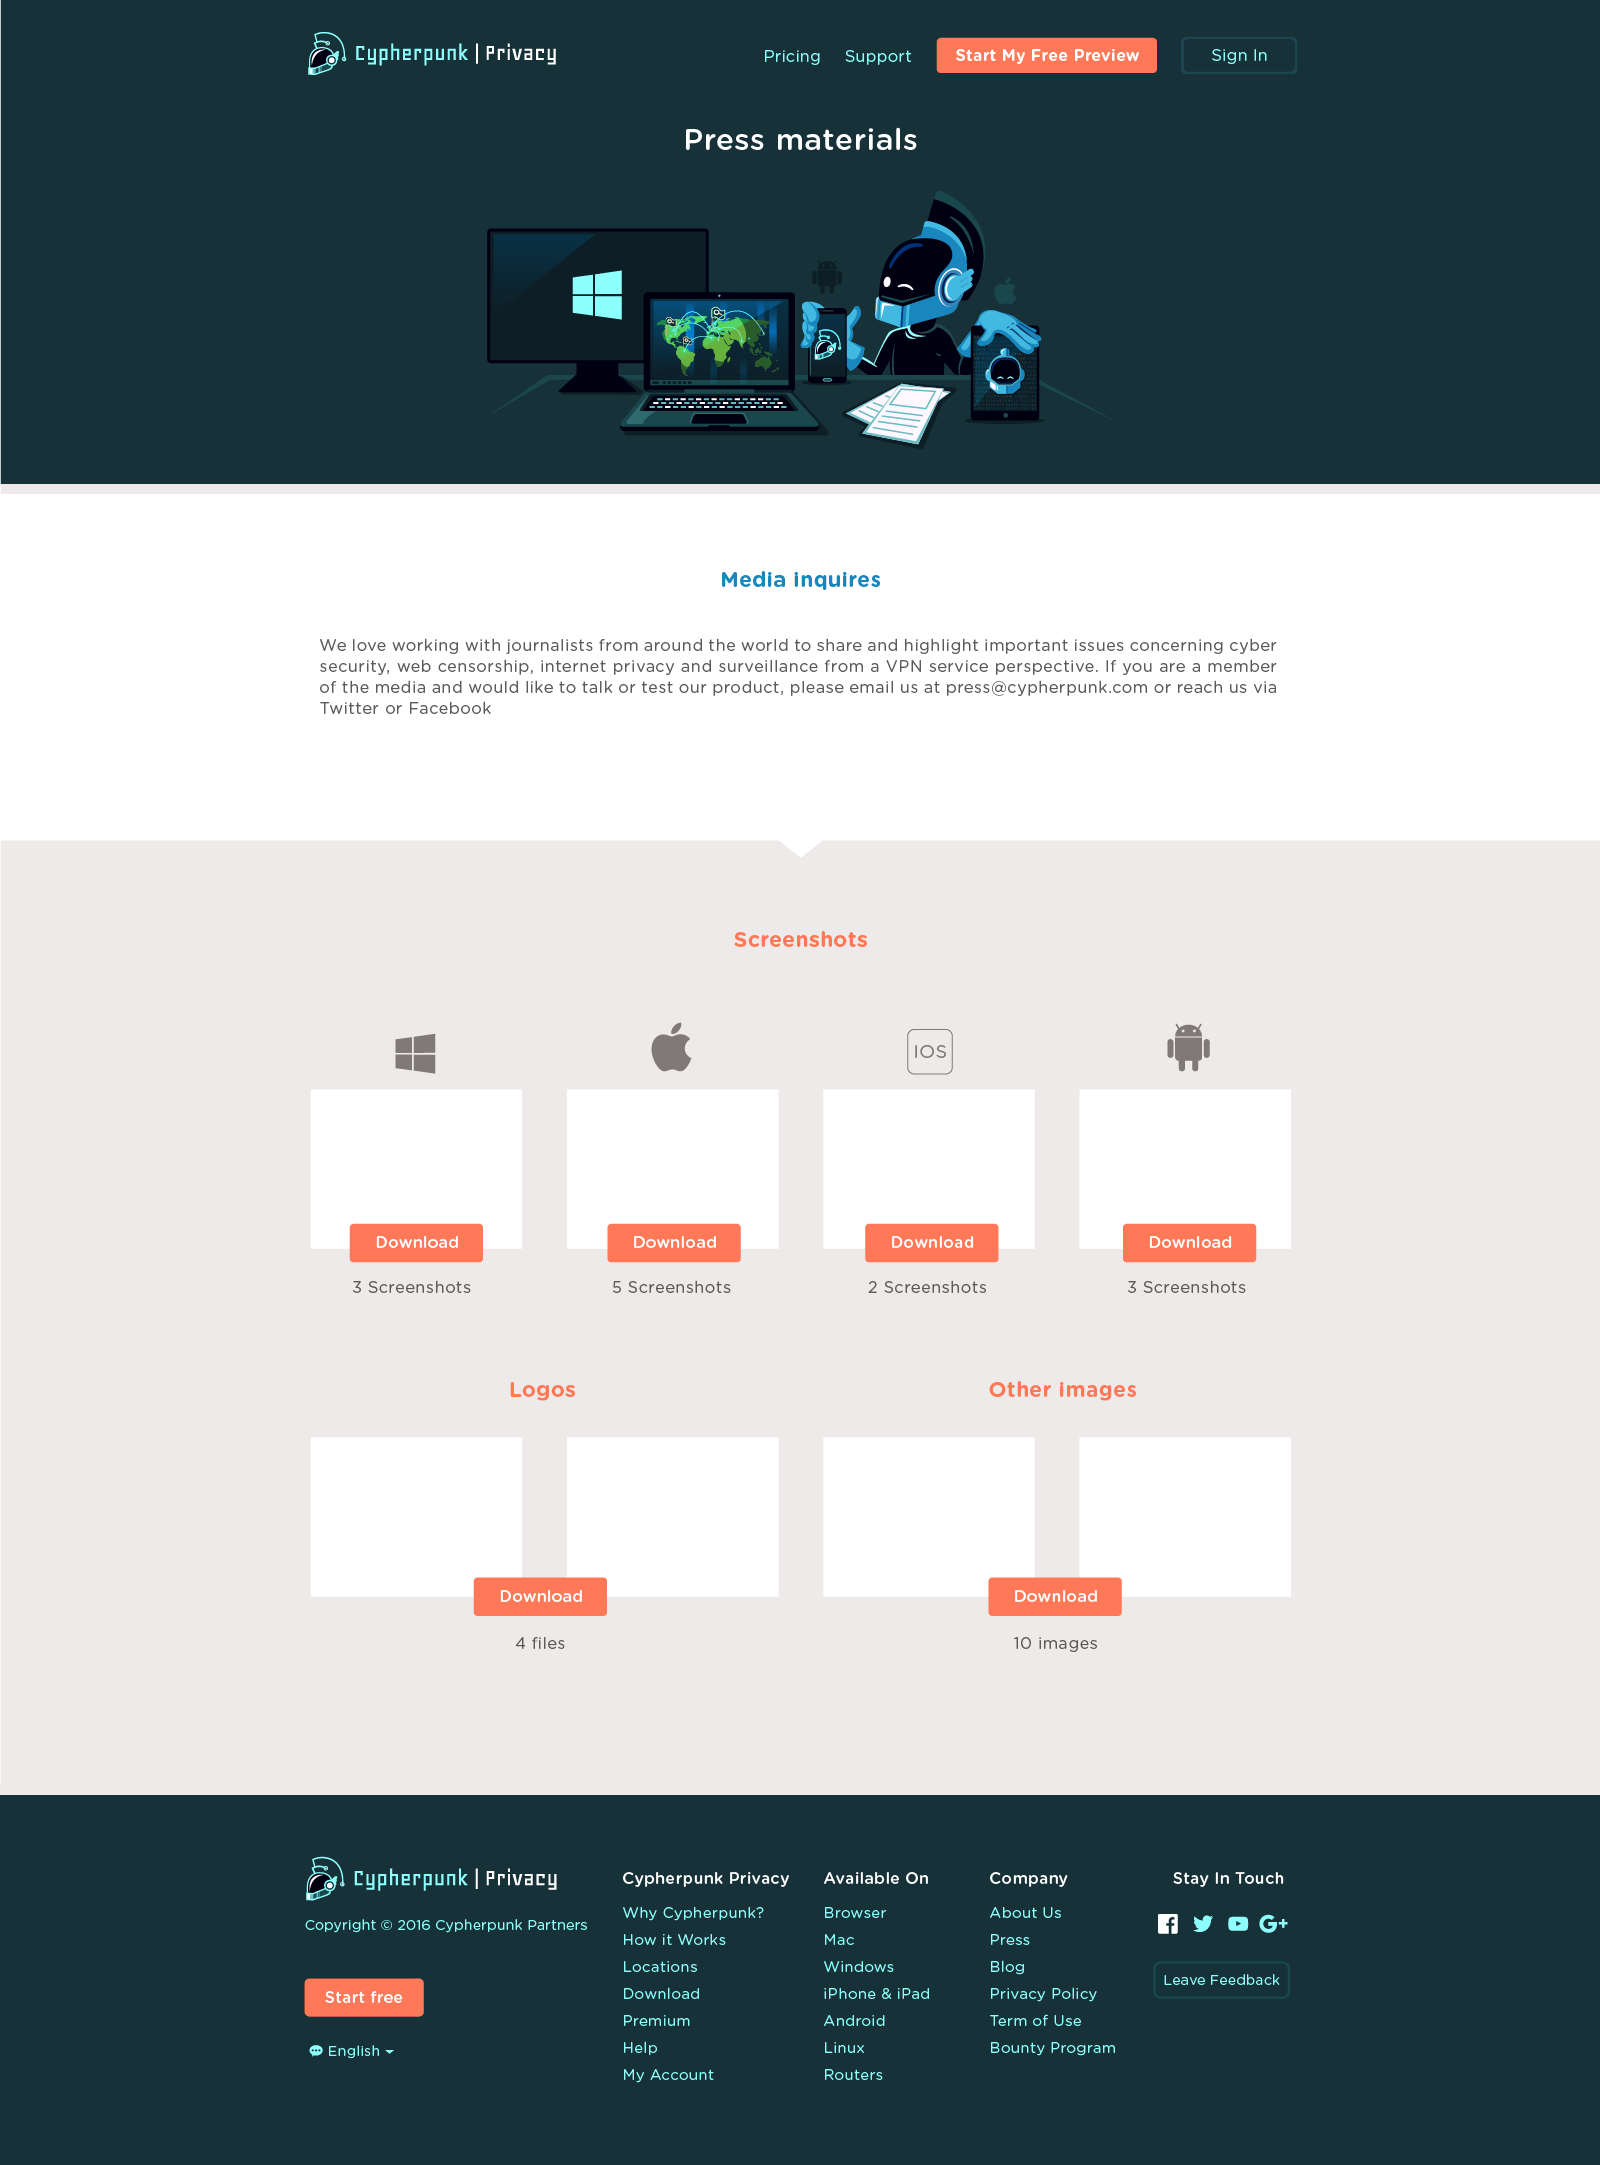 Cypherpunk | Privacy
Pricing
Support
Start My Free Preview
Sign In
Press materials
Media inquires
We love working with journalists from around the world to share and highlight important issues concerning cyber
security, web censorship, internet privacy and surveillance from a VPN service perspective. If you are a member
of the media and would like to talk or test our product, please email us at press@cypherpunk.com or reach us via
Twitter or Facebook
Screenshots
IOS
Download
Download
Download
Download
3 Screenshots
5 Screenshots
2 Screenshots
3 Screenshots
Logos
Other images
Download
Download
4 files
10 images
Cypherpunk | Privacy
Copyright © 2016 Cypherpunk Partners
Start free
English
Cypherpunk Privacy
Why Cypherpunk?
How it Works
Locations
Download
Premium
Help
My Account
Available On
Browser
Mac
Windows
iPhone & iPad
Android
Linux
Routers
Company
About Us
Press
Blog
Privacy Policy
Term of Use
Bounty Program
Stay In Touch
G+
Leave Feedback